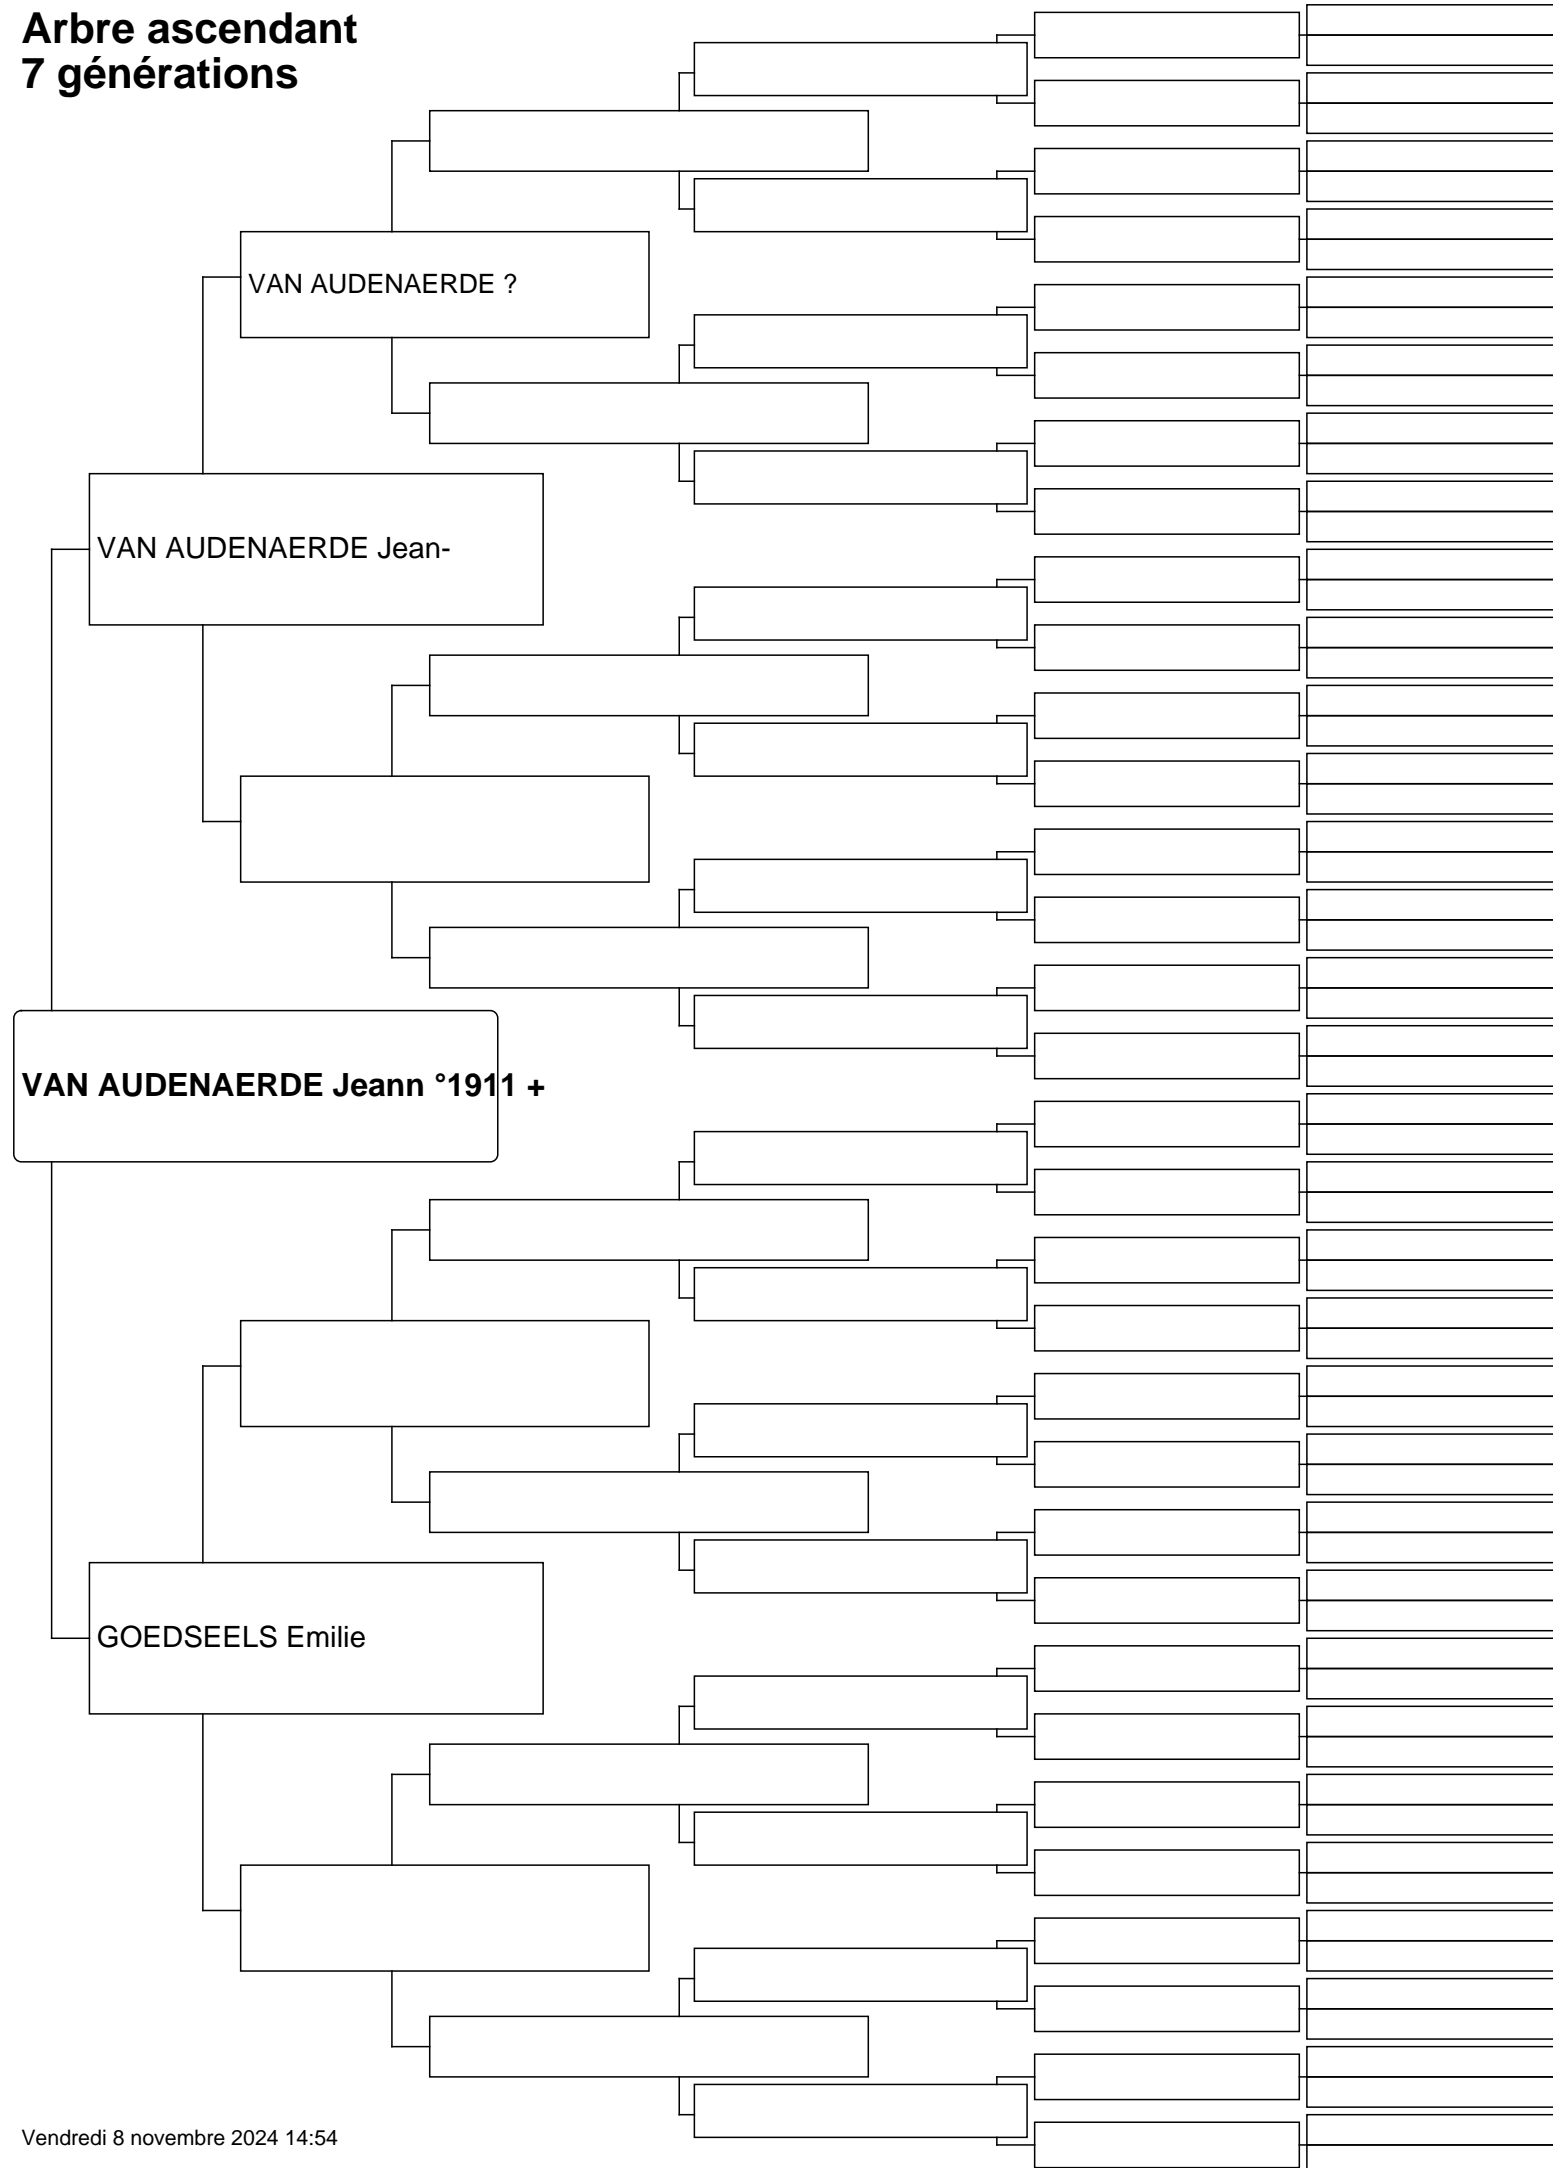 Arbre ascendant
7 générations
VAN AUDENAERDE ?
VAN AUDENAERDE Jean-
VAN AUDENAERDE Jeann °1911 +
GOEDSEELS Emilie
Vendredi 8 novembre 2024 14:54